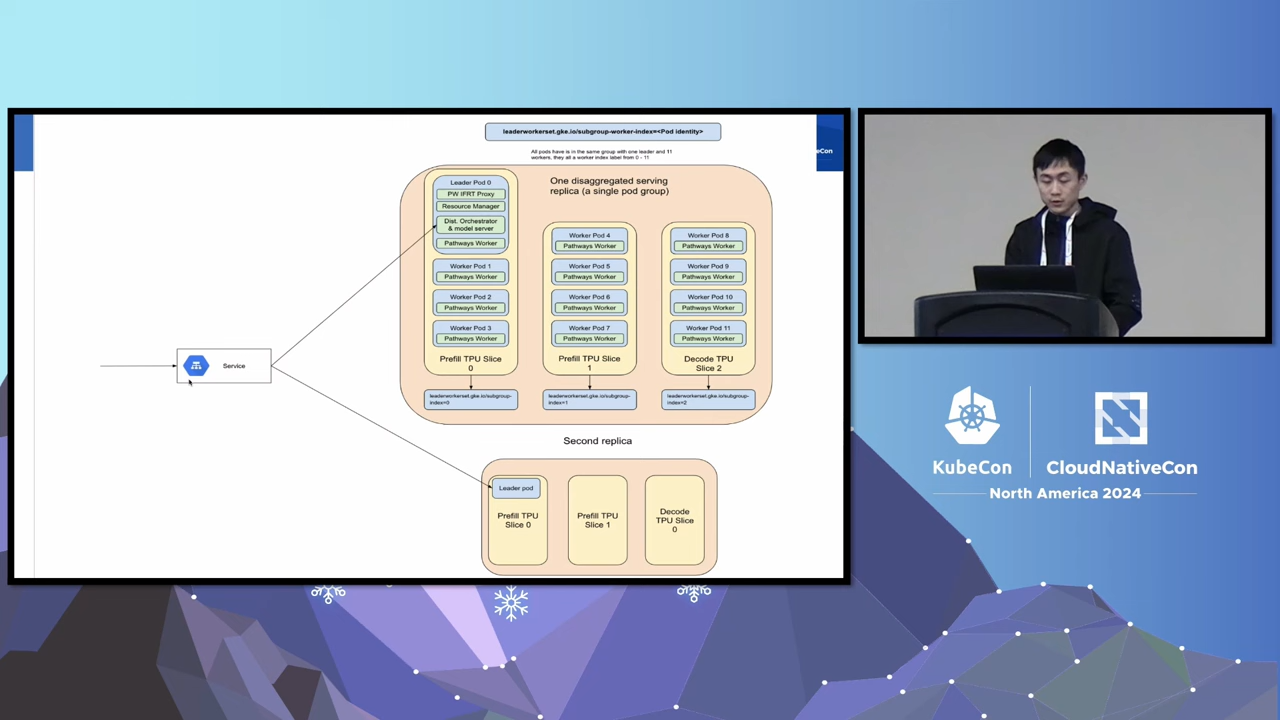 leaderworkerset.gke.io/subgroup-worker-index=<Pod identity>
eCon
All pods have is in the same group with one leader and 11
workers, they all a worker index label from 0 - 11
One disaggregated serving
replica (a single pod group)
Leader Pod 0
PW IFRT Proxy
Resource Manager
Dist. Orchestrator
& model server
Pathways Worker
Worker Pod 1
Pathways Worker
Worker Pod 2
Pathways Worker
Worker Pod 3
Pathways Worker
Prefill TPU Slice
0
leaderworkerset.gke.io/subgroup-
index=0
Worker Pod 4
Pathways Worker
Worker Pod 5
Pathways Worker
Worker Pod 6
Pathways Worker
Worker Pod 7
Pathways Worker
Prefill TPU Slice
1
leaderworkerset.gke.io/subgroup-
index=1
Worker Pod 8
Pathways Worker
Worker Pod 9
Pathways Worker
Worker Pod 10
Pathways Worker
Worker Pod 11
Pathways Worker
Decode TPU
Slice 2
leaderworkerset.gke.io/subgroup-
index=2
Service
Second replica
Leader pod
Prefill TPU
Slice 0
Prefill TPU
Slice 1
Decode
TPU Slice
0
KubeCon
CloudNativeCon
North America 2024